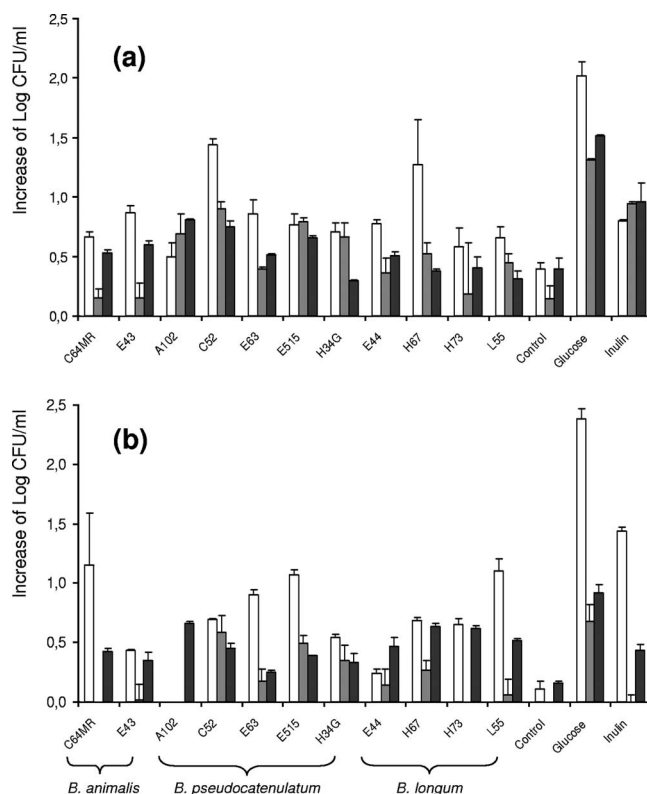 (a)
Increase of Log CFU/ml
2,5
2,0
1,5
1,0
0,5
0,0
C64MR E43 A102 C52 E63 E515 H34G E44 H67 H73 L55 Control Glucose Inulin
(b)
Increase of Log CFU/ml
2,5
2,0
1,5
1,0
0,5
0,0
C64MR E43 A102 C52 E63 E515 H34G E44 H67 H73 L55 Control Glucose Inulin
B. animalis B. pseudocatenulatum B. longum